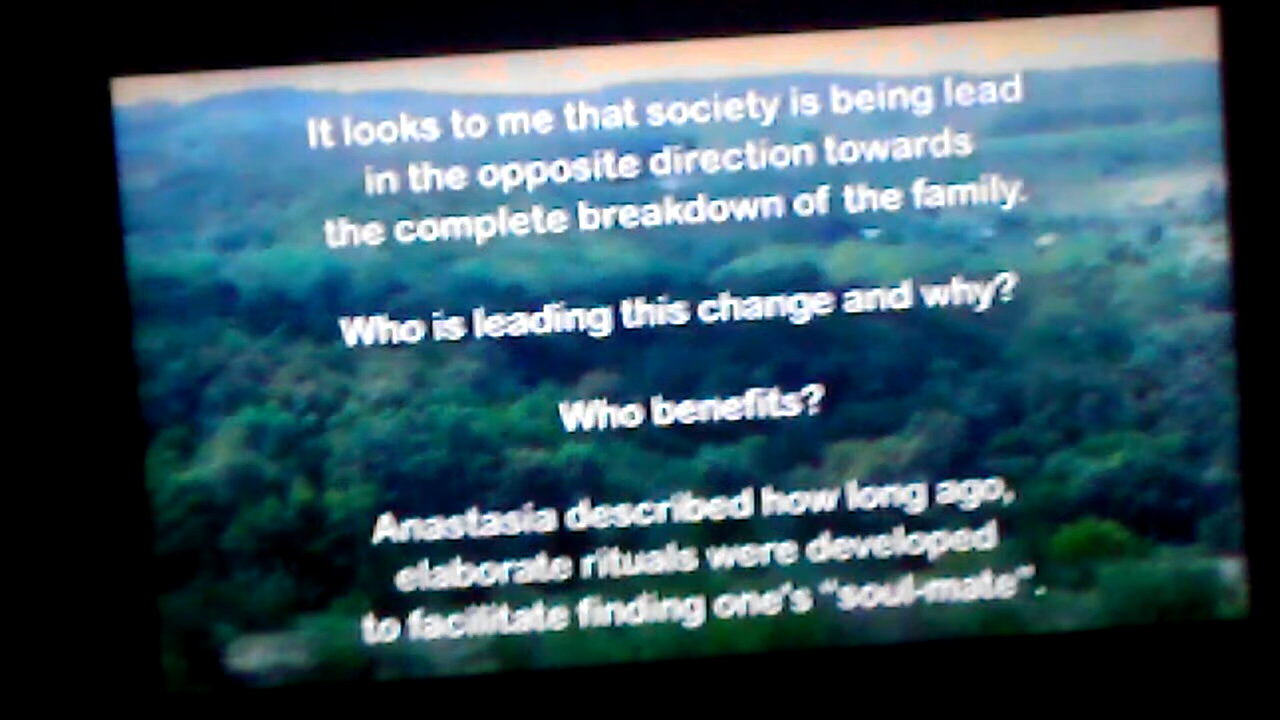 It looks to me that society is being lead
in the opposite direction towards
the complete breakdown of the family.
Who is leading this change and why?
Who benefits?
Anastasia described how long ago,
elaborate rituals were developed
to facilitate finding one's "soul-mate".